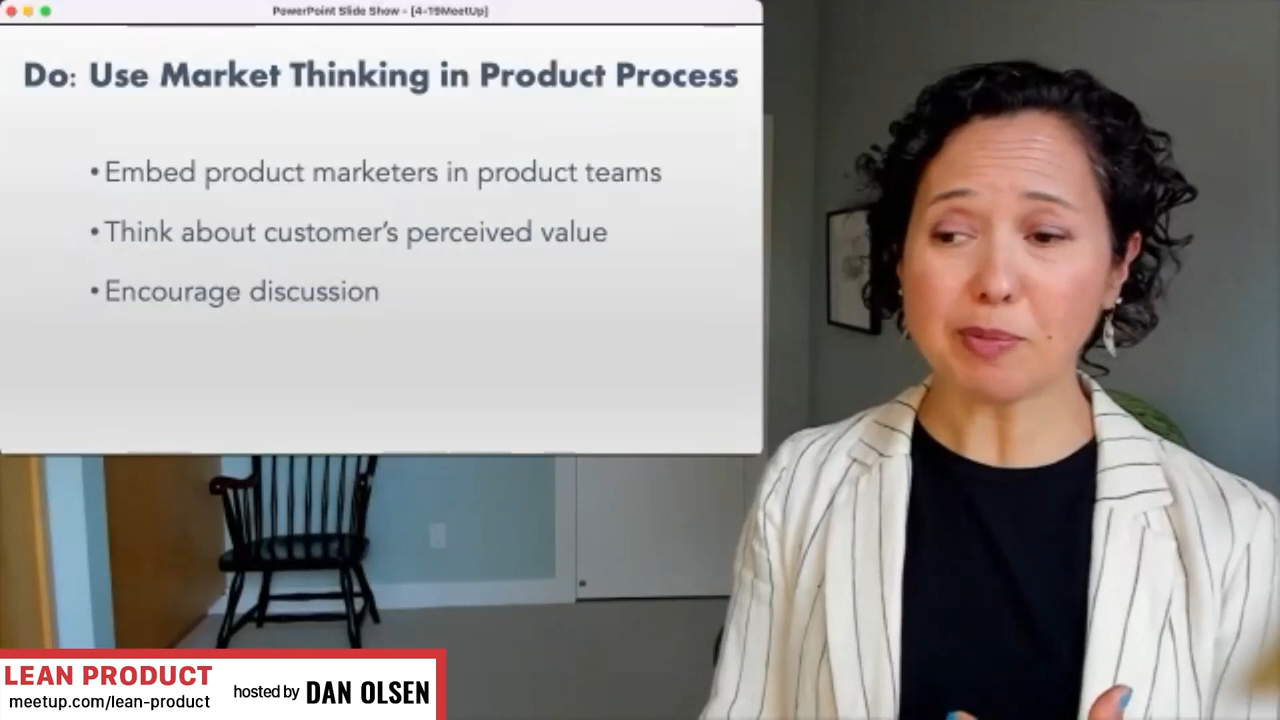 PowerPoint Slide Show - [4-19MeetUp]
Do: Use Market Thinking in Product Process
•Embed product marketers in product teams
•Think about customer's perceived value
•Encourage discussion
LEAN PRODUCT
meetup.com/lean-product
hosted by DAN OLSEN